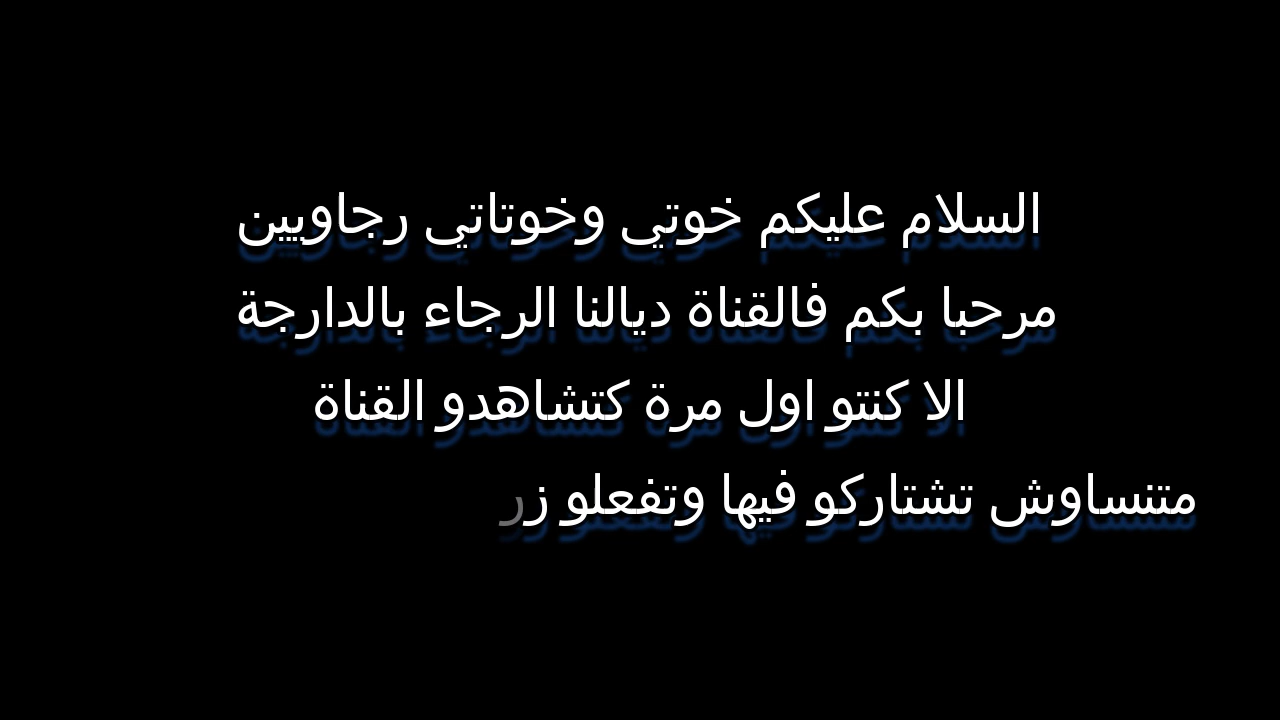 السلام عليكم خوتي وخوتاتي رجاويين
مرحبا بكم فالقناة ديالنا الرجاء بالدارجة
الا كنتو اول مرة كتشاهدو القناة
متنساوش تشتاركو فيها وتفعلو زر